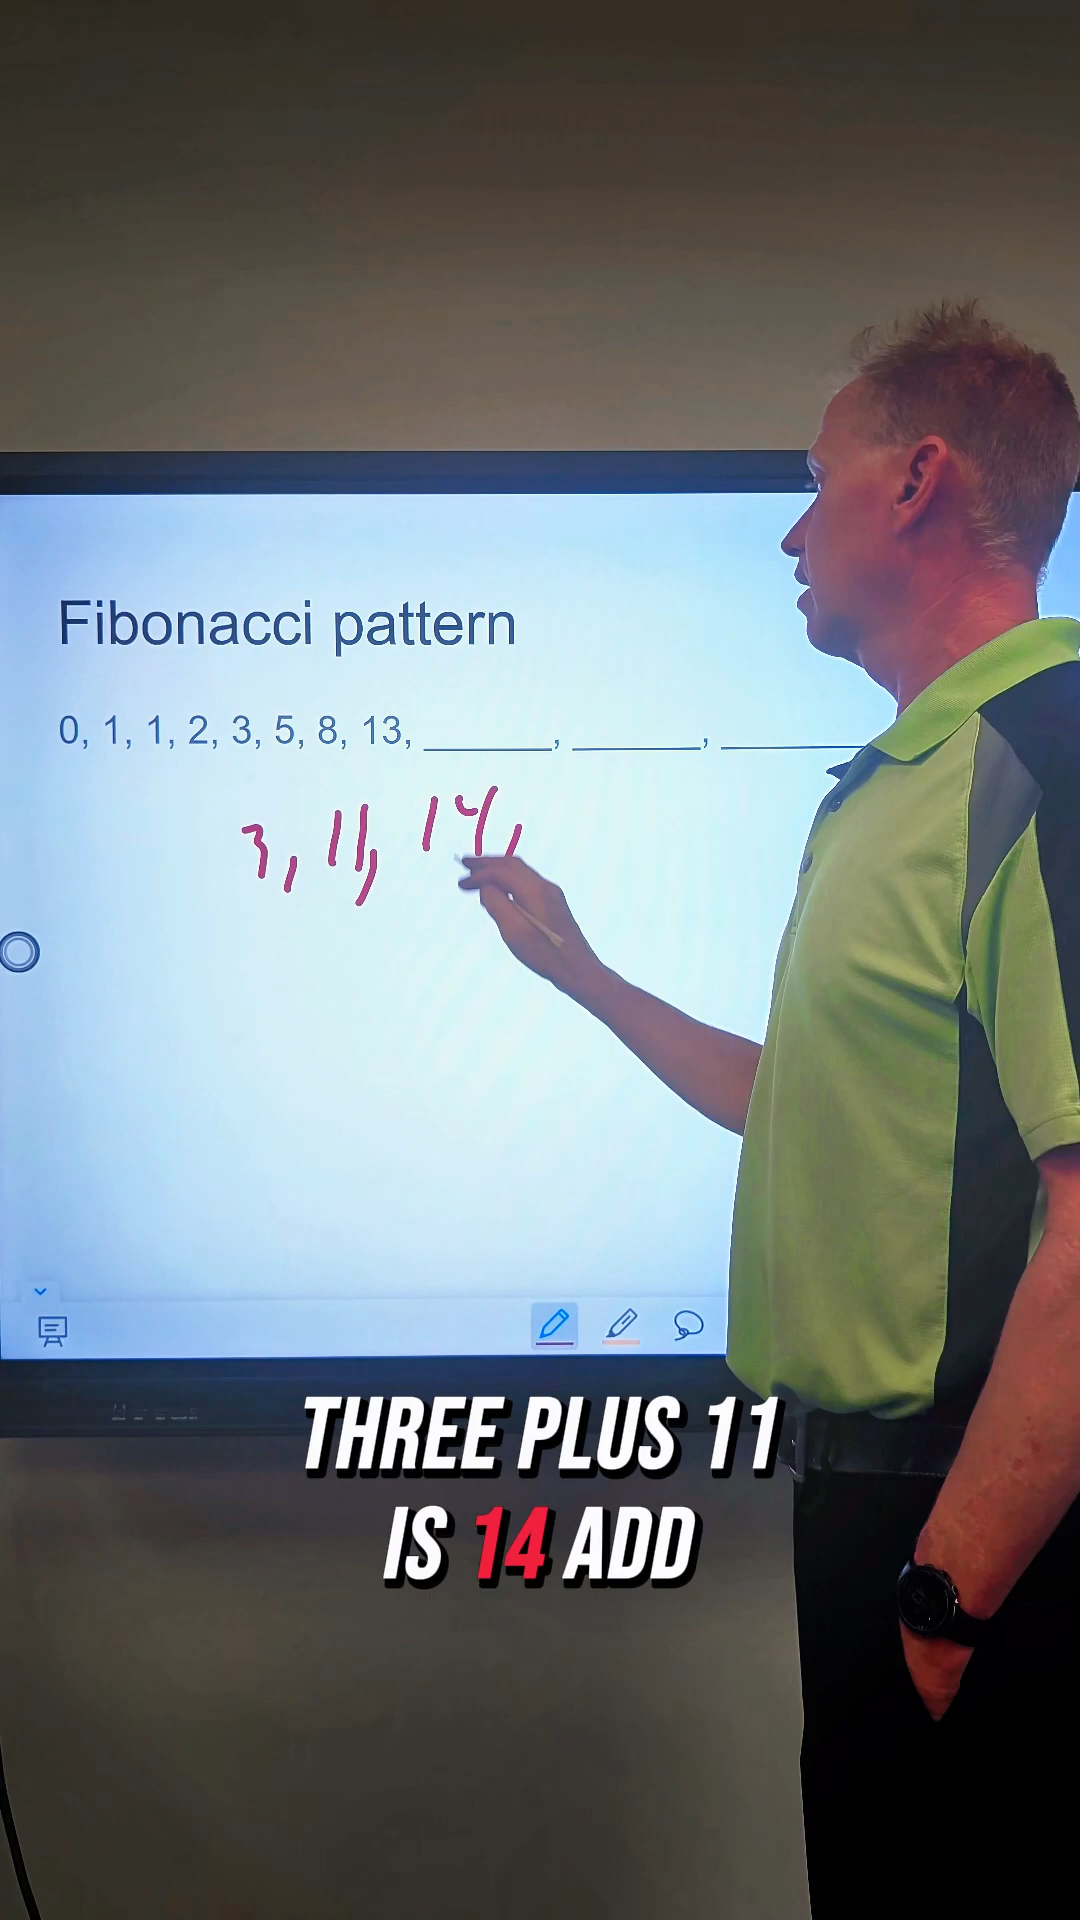 Fibonacci pattern
0, 1, 1, 2, 3, 5, 8, 13, ______, ______, ______
3, 11, 14,
THREE PLUS 11
IS 14 ADD